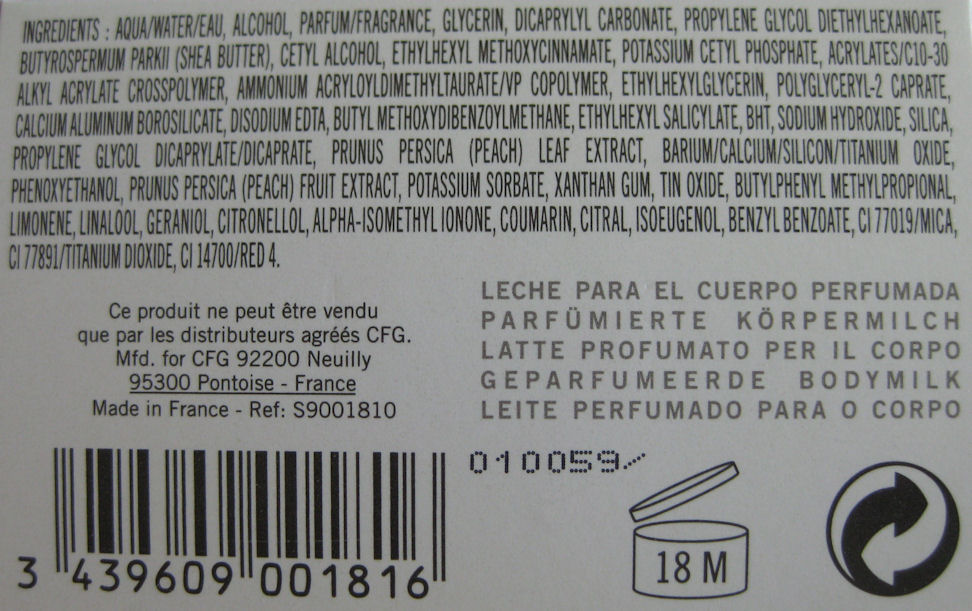 INGREDIENTS : AQUA/WATER/EAU, ALCOHOL, PARFUM/FRAGRANCE, GLYCERIN, DICAPRYLYL CARBONATE, PROPYLENE GLYCOL DIETHYLHEXANOATE,
BUTYROSPERMUM PARKII (SHEA BUTTER), CETYL ALCOHOL, ETHYLHEXYL METHOXYCINNAMATE, POTASSIUM CETYL PHOSPHATE, ACRYLATES/C10-30
ALKYL ACRYLATE CROSSPOLYMER, AMMONIUM ACRYLOYLDIMETHYLTAURATE/VP COPOLYMER, ETHYLHEXYLGLYCERIN, POLYGLYCERYL-2 CAPRATE,
CALCIUM ALUMINUM BOROSILICATE, DISODIUM EDTA, BUTYL METHOXYDIBENZOYLMETHANE, ETHYLHEXYL SALICYLATE, BHT, SODIUM HYDROXIDE, SILICA,
PROPYLENE GLYCOL DICAPRYLATE/DICAPRATE, PRUNUS PERSICA (PEACH) LEAF EXTRACT, BARIUM/CALCIUM/SILICON/TITANIUM OXIDE,
PHENOXYETHANOL, PRUNUS PERSICA (PEACH) FRUIT EXTRACT, POTASSIUM SORBATE, XANTHAN GUM, TIN OXIDE, BUTYLPHENYL METHYLPROPIONAL,
LIMONENE, LINALOOL, GERANIOL, CITRONELLOL, ALPHA-ISOMETHYL IONONE, COUMARIN, CITRAL, ISOEUGENOL, BENZYL BENZOATE, CI 77019/MICA,
CI 77891/TITANIUM DIOXIDE, CI 14700/RED 4.
Ce produit ne peut être vendu
que par les distributeurs agréés CFG.
Mfd. for CFG 92200 Neuilly
95300 Pontoise - France
Made in France - Ref: S9001810
LECHE PARA EL CUERPO PERFUMADA
PARFÜMIERTE KÖRPERMILCH
LATTE PROFUMATO PER IL CORPO
GEPARFUMEERDE BODYMILK
LEITE PERFUMADO PARA O CORPO
010059
18 M
3 439609 001816